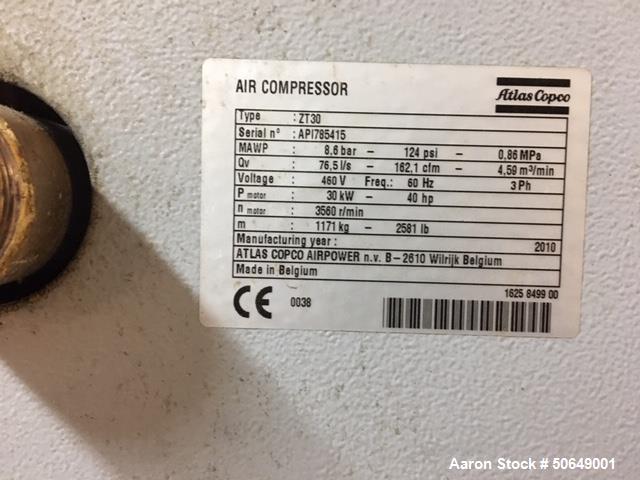 AIR COMPRESSOR
Atlas Copco
Type : ZT30
Serial n° : API785415
MAWP : 8,6 bar – 124 psi – 0,86 MPa
Qv : 76,5 l/s – 162,1 cfm – 4,59 m³/min
Voltage : 460 V Freq.: 60 Hz 3 Ph
P motor : 30 kW – 40 hp
n motor : 3560 r/min
m : 1171 kg – 2581 lb
Manufacturing year : 2010
ATLAS COPCO AIRPOWER n.v. B – 2610 Wilrijk Belgium
Made in Belgium
CE 0038
1625 8499 00
Aaron Stock # 50649001